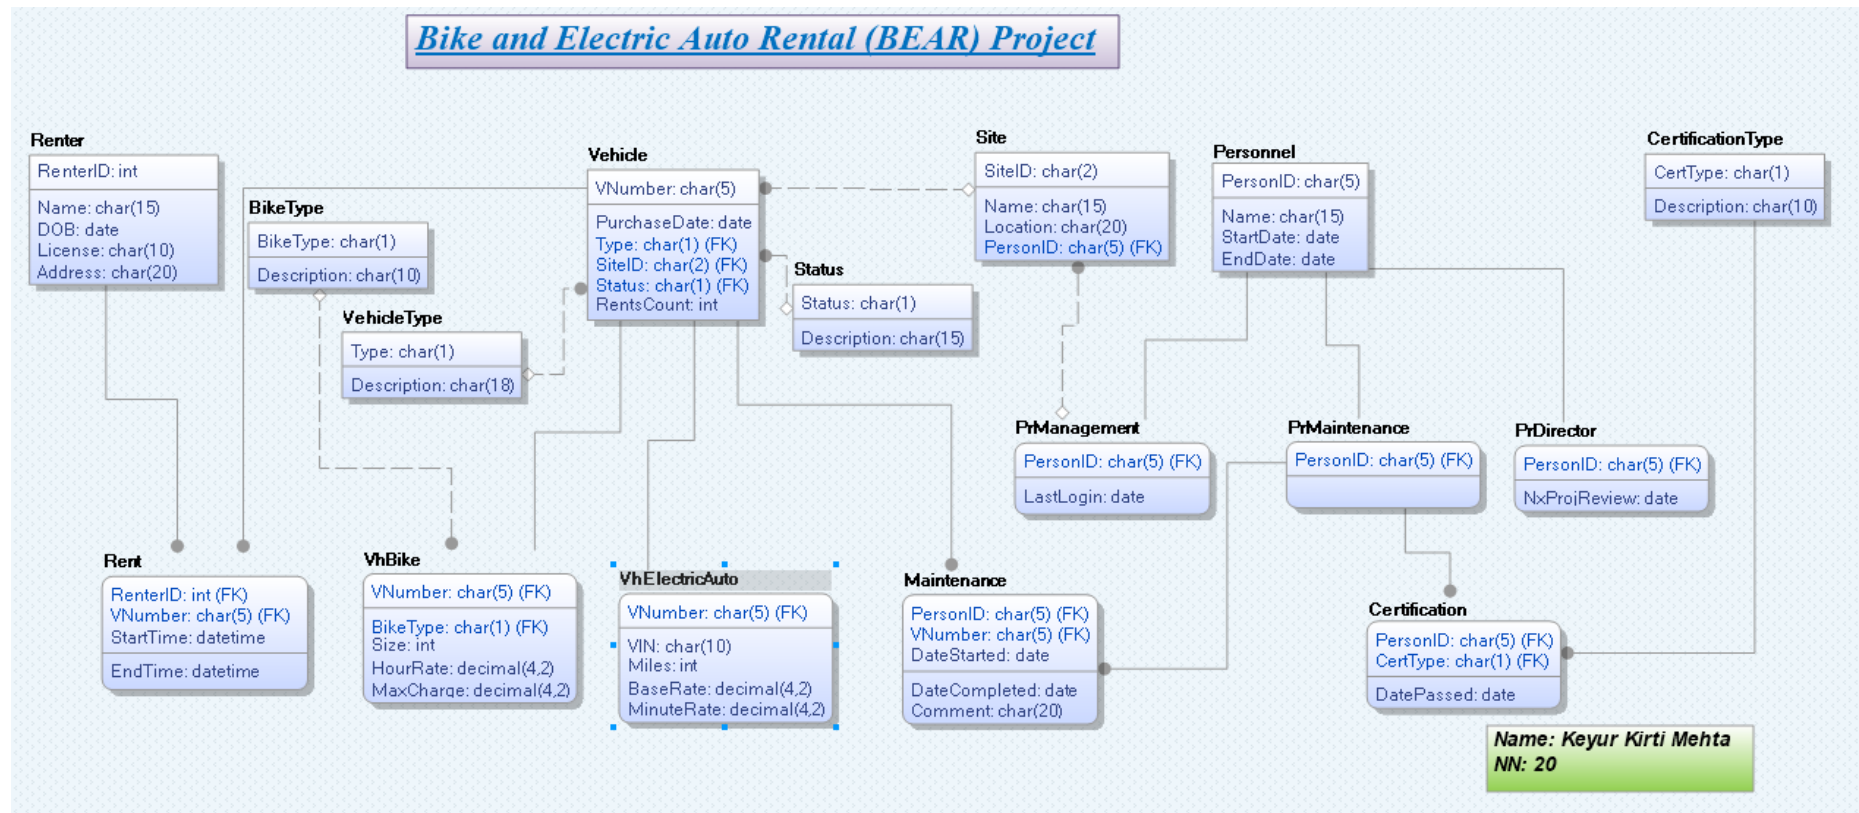 Bike and Electric Auto Rental (BEAR) Project
Renter
RenterID: int
Name: char(15)
DOB: date
License: char(10)
Address: char(20)
BikeType
BikeType: char(1)
Description: char(10)
VehicleType
Type: char(1)
Description: char(18)
Vehicle
VNumber: char(5)
PurchaseDate: date
Type: char(1) (FK)
SiteID: char(2) (FK)
Status: char(1) (FK)
RentsCount: int
Status
Status: char(1)
Description: char(15)
Site
SiteID: char(2)
Name: char(15)
Location: char(20)
PersonID: char(5) (FK)
Personnel
PersonID: char(5)
Name: char(15)
StartDate: date
EndDate: date
CertificationType
CertType: char(1)
Description: char(10)
PrManagement
PersonID: char(5) (FK)
LastLogin: date
PrMaintenance
PersonID: char(5) (FK)
PrDirector
PersonID: char(5) (FK)
NxProjReview: date
Rent
RenterID: int (FK)
VNumber: char(5) (FK)
StartTime: datetime
EndTime: datetime
VhBike
VNumber: char(5) (FK)
BikeType: char(1) (FK)
Size: int
HourRate: decimal(4,2)
MaxCharge: decimal(4,2)
VhElectricAuto
VNumber: char(5) (FK)
VIN: char(10)
Miles: int
BaseRate: decimal(4,2)
MinuteRate: decimal(4,2)
Maintenance
PersonID: char(5) (FK)
VNumber: char(5) (FK)
DateStarted: date
DateCompleted: date
Comment: char(20)
Certification
PersonID: char(5) (FK)
CertType: char(1) (FK)
DatePassed: date
Name: Keyur Kirti Mehta
NN: 20